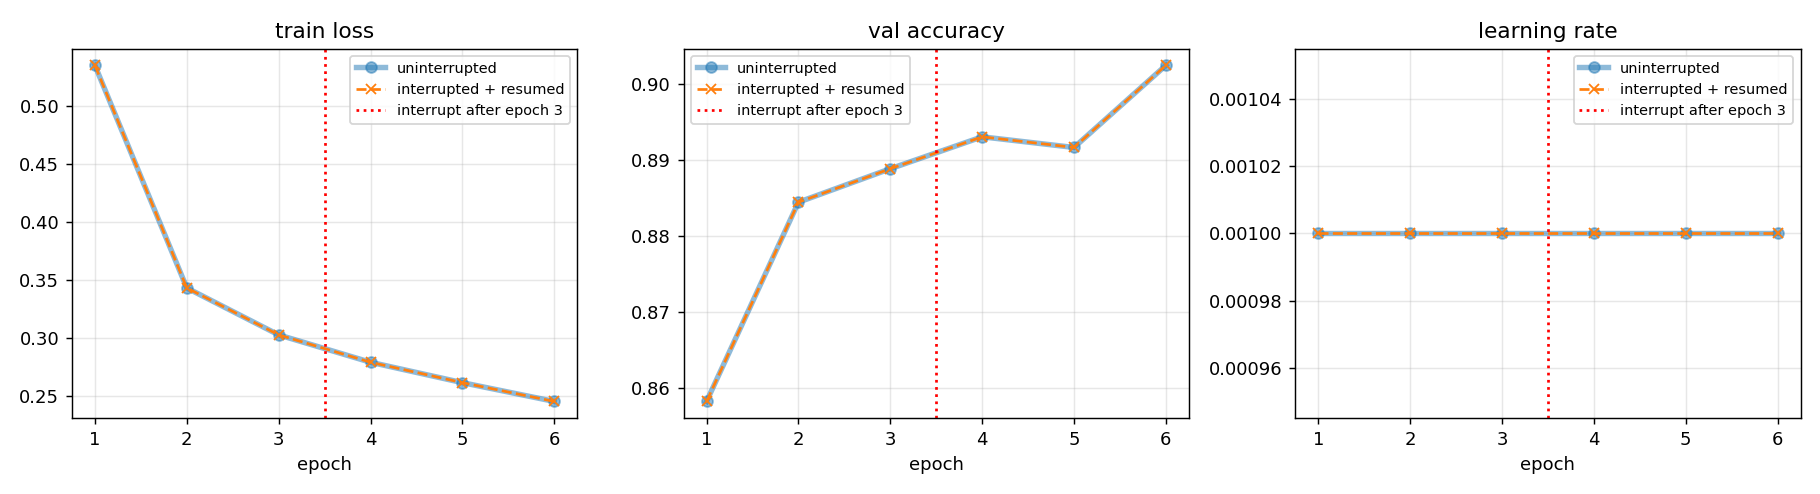 train loss
uninterrupted
interrupted + resumed
interrupt after epoch 3
0.50
0.45
0.40
0.35
0.30
0.25
1 2 3 4 5 6
epoch
val accuracy
uninterrupted
interrupted + resumed
interrupt after epoch 3
0.90
0.89
0.88
0.87
0.86
1 2 3 4 5 6
epoch
learning rate
uninterrupted
interrupted + resumed
interrupt after epoch 3
0.00104
0.00102
0.00100
0.00098
0.00096
1 2 3 4 5 6
epoch